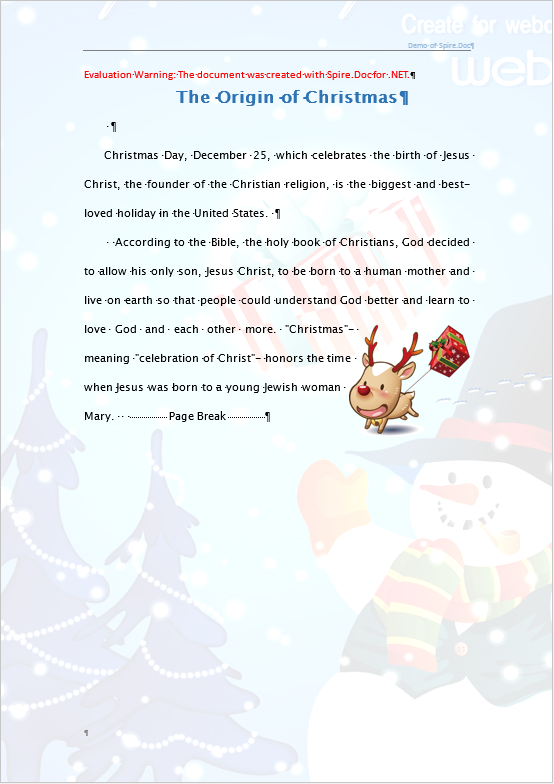 Create for webd
Demo of Spire.Doc¶
web
Evaluation Warning: The document was created with Spire.Doc for .NET.¶
The Origin of Christmas¶
¶
Christmas Day, December 25, which celebrates the birth of Jesus
Christ, the founder of the Christian religion, is the biggest and best-
loved holiday in the United States. ¶
According to the Bible, the holy book of Christians, God decided
to allow his only son, Jesus Christ, to be born to a human mother and
live on earth so that people could understand God better and learn to
love God and each other more. "Christmas"-
meaning "celebration of Christ"- honors the time
when Jesus was born to a young Jewish woman
Mary. Page Break ¶
¶